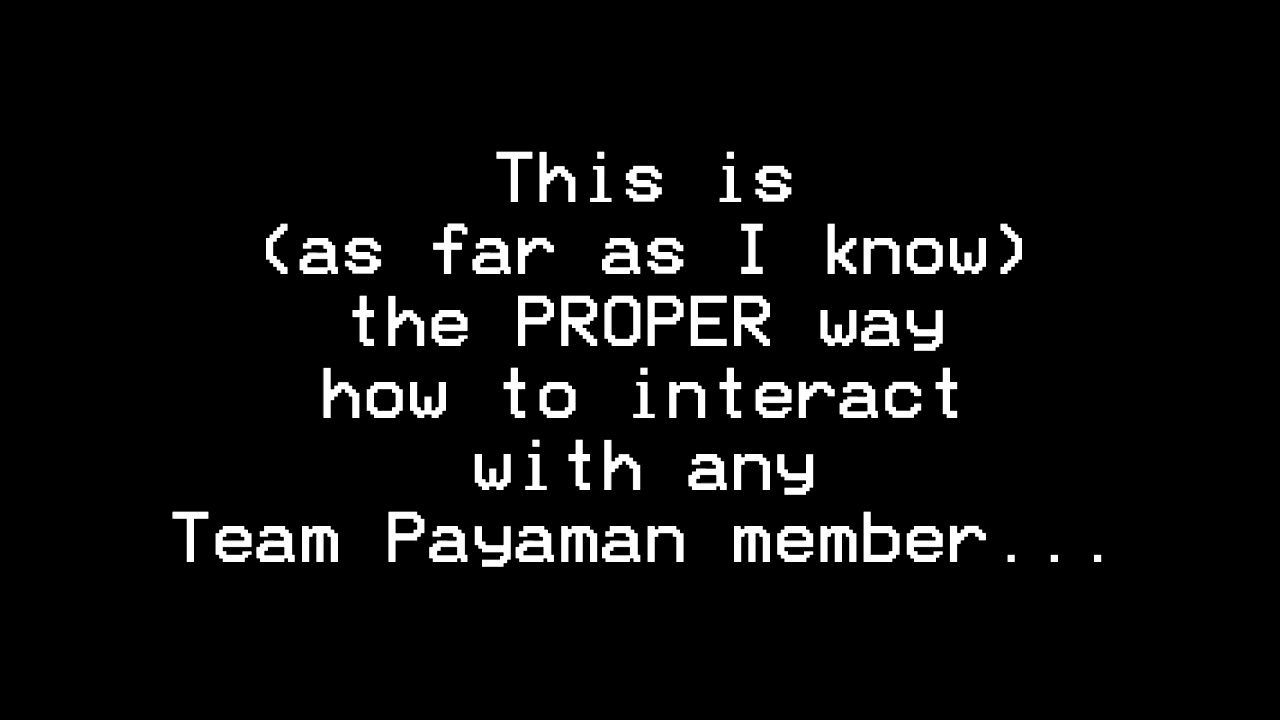 This is
(as far as I know)
the PROPER way
how to interact
with any
Team Payaman member...